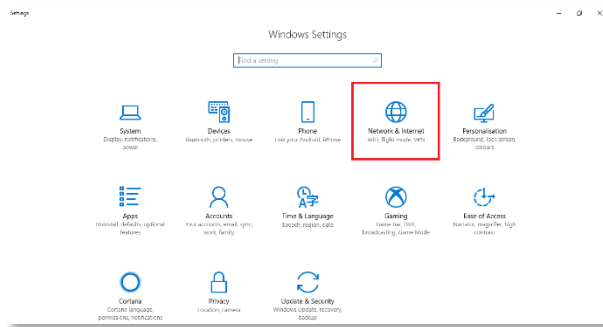 Settings
Windows Settings
Find a setting
System
Display, notifications,
power
Devices
Bluetooth, printers, mouse
Phone
Link your Android, iPhone
Network & Internet
Wi-Fi, flight mode, VPN
Personalisation
Background, lock screen,
colours
Apps
Uninstall, defaults, optional
features
Accounts
Your accounts, email, sync,
work, family
Time & Language
Speech, region, date
Gaming
Game bar, DVR,
broadcasting, Game Mode
Ease of Access
Narrator, magnifier, high
contrast
Cortana
Cortana language,
permissions, notifications
Privacy
Location, camera
Update & Security
Windows Update, recovery,
backup